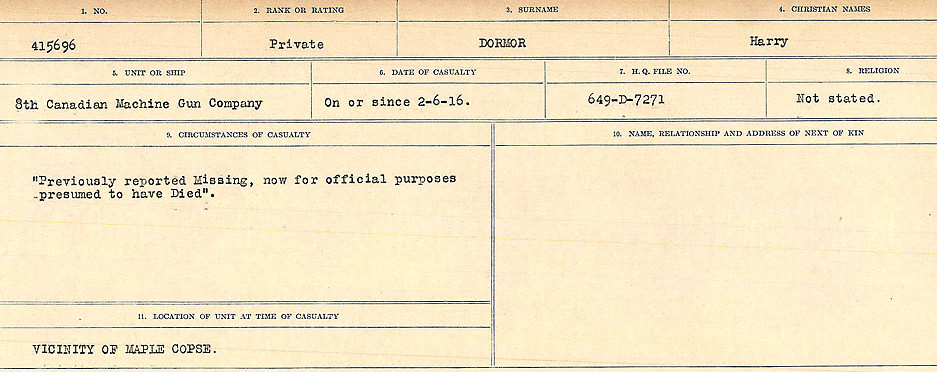 1. NO.
2. RANK OR RATING
3. SURNAME
4. CHRISTIAN NAMES
415696
Private
DORMOR
Harry
5. UNIT OR SHIP
6. DATE OF CASUALTY
7. H.Q. FILE NO.
8. RELIGION
8th Canadian Machine Gun Company
On or since 2-6-16.
649-D-7271
Not stated.
9. CIRCUMSTANCES OF CASUALTY
10. NAME, RELATIONSHIP AND ADDRESS OF NEXT OF KIN
"Previously reported Missing, now for official purposes
presumed to have Died".
11. LOCATION OF UNIT AT TIME OF CASUALTY
VICINITY OF MAPLE COPSE.